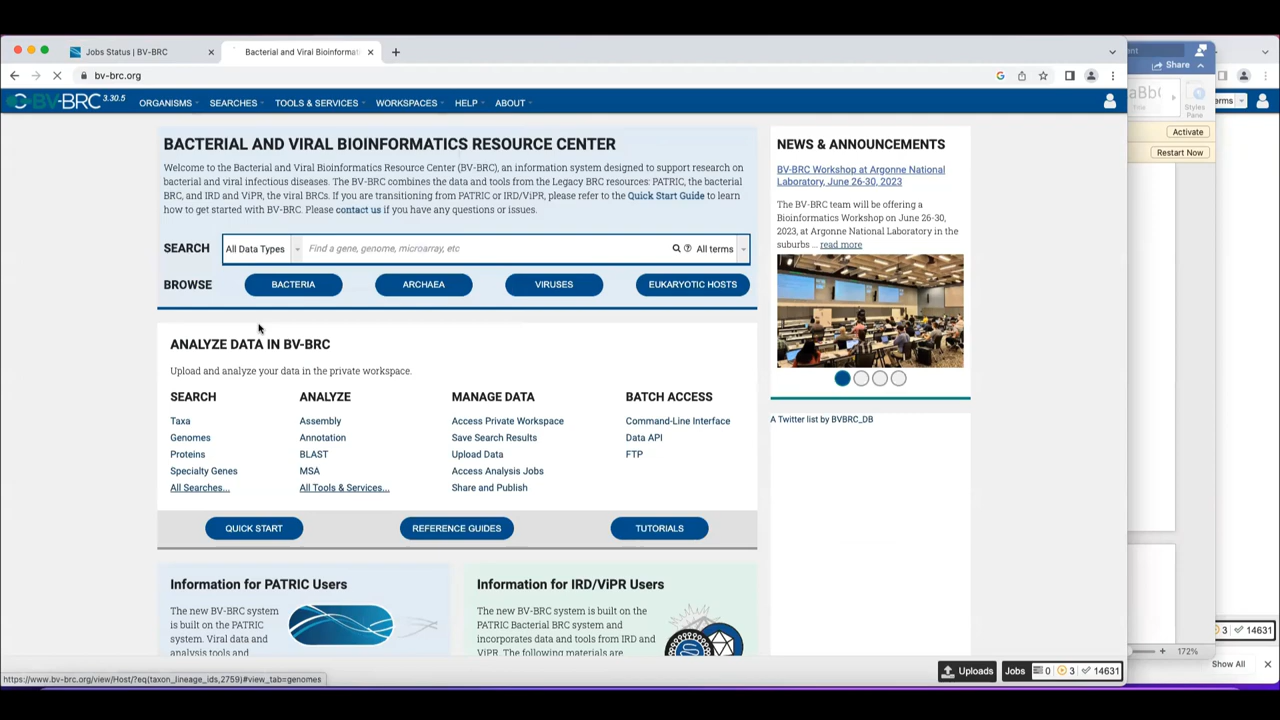 Jobs Status | BV-BRC
Bacterial and Viral Bioinformat
bv-brc.org
Share
BV-BRC 3.30.5
ORGANISMS SEARCHES TOOLS & SERVICES WORKSPACES HELP ABOUT
Styles
Pane
Activate
Restart Now
BACTERIAL AND VIRAL BIOINFORMATICS RESOURCE CENTER
Welcome to the Bacterial and Viral Bioinformatics Resource Center (BV-BRC), an information system designed to support research on
bacterial and viral infectious diseases. The BV-BRC combines the data and tools from the Legacy BRC resources: PATRIC, the bacterial
BRC, and IRD and ViPR, the viral BRCs. If you are transitioning from PATRIC or IRD/ViPR, please refer to the Quick Start Guide to learn
how to get started with BV-BRC. Please contact us if you have any questions or issues.
SEARCH All Data Types Find a gene, genome, microarray, etc All terms
BROWSE BACTERIA ARCHAEA VIRUSES EUKARYOTIC HOSTS
ANALYZE DATA IN BV-BRC
Upload and analyze your data in the private workspace.
SEARCH
Taxa
Genomes
Proteins
Specialty Genes
All Searches...
ANALYZE
Assembly
Annotation
BLAST
MSA
All Tools & Services...
MANAGE DATA
Access Private Workspace
Save Search Results
Upload Data
Access Analysis Jobs
Share and Publish
BATCH ACCESS
Command-Line Interface
Data API
FTP
QUICK START REFERENCE GUIDES TUTORIALS
Information for PATRIC Users
The new BV-BRC system
is built on the PATRIC
system. Viral data and
analysis tools and
Information for IRD/ViPR Users
The new BV-BRC system is built on the
PATRIC Bacterial BRC system and
incorporates data and tools from IRD and
ViPR. The following materials are
NEWS & ANNOUNCEMENTS
BV-BRC Workshop at Argonne National
Laboratory, June 26-30, 2023
The BV-BRC team will be offering a
Bioinformatics Workshop on June 26-30,
2023, at Argonne National Laboratory in the
suburbs ... read more
A Twitter list by BVBRC_DB
https://www.bv-brc.org/view/Host/?eq(taxon_lineage_ids,2759)#view_tab=genomes
Uploads Jobs 0 3 14631
3 14631
172%
Show All